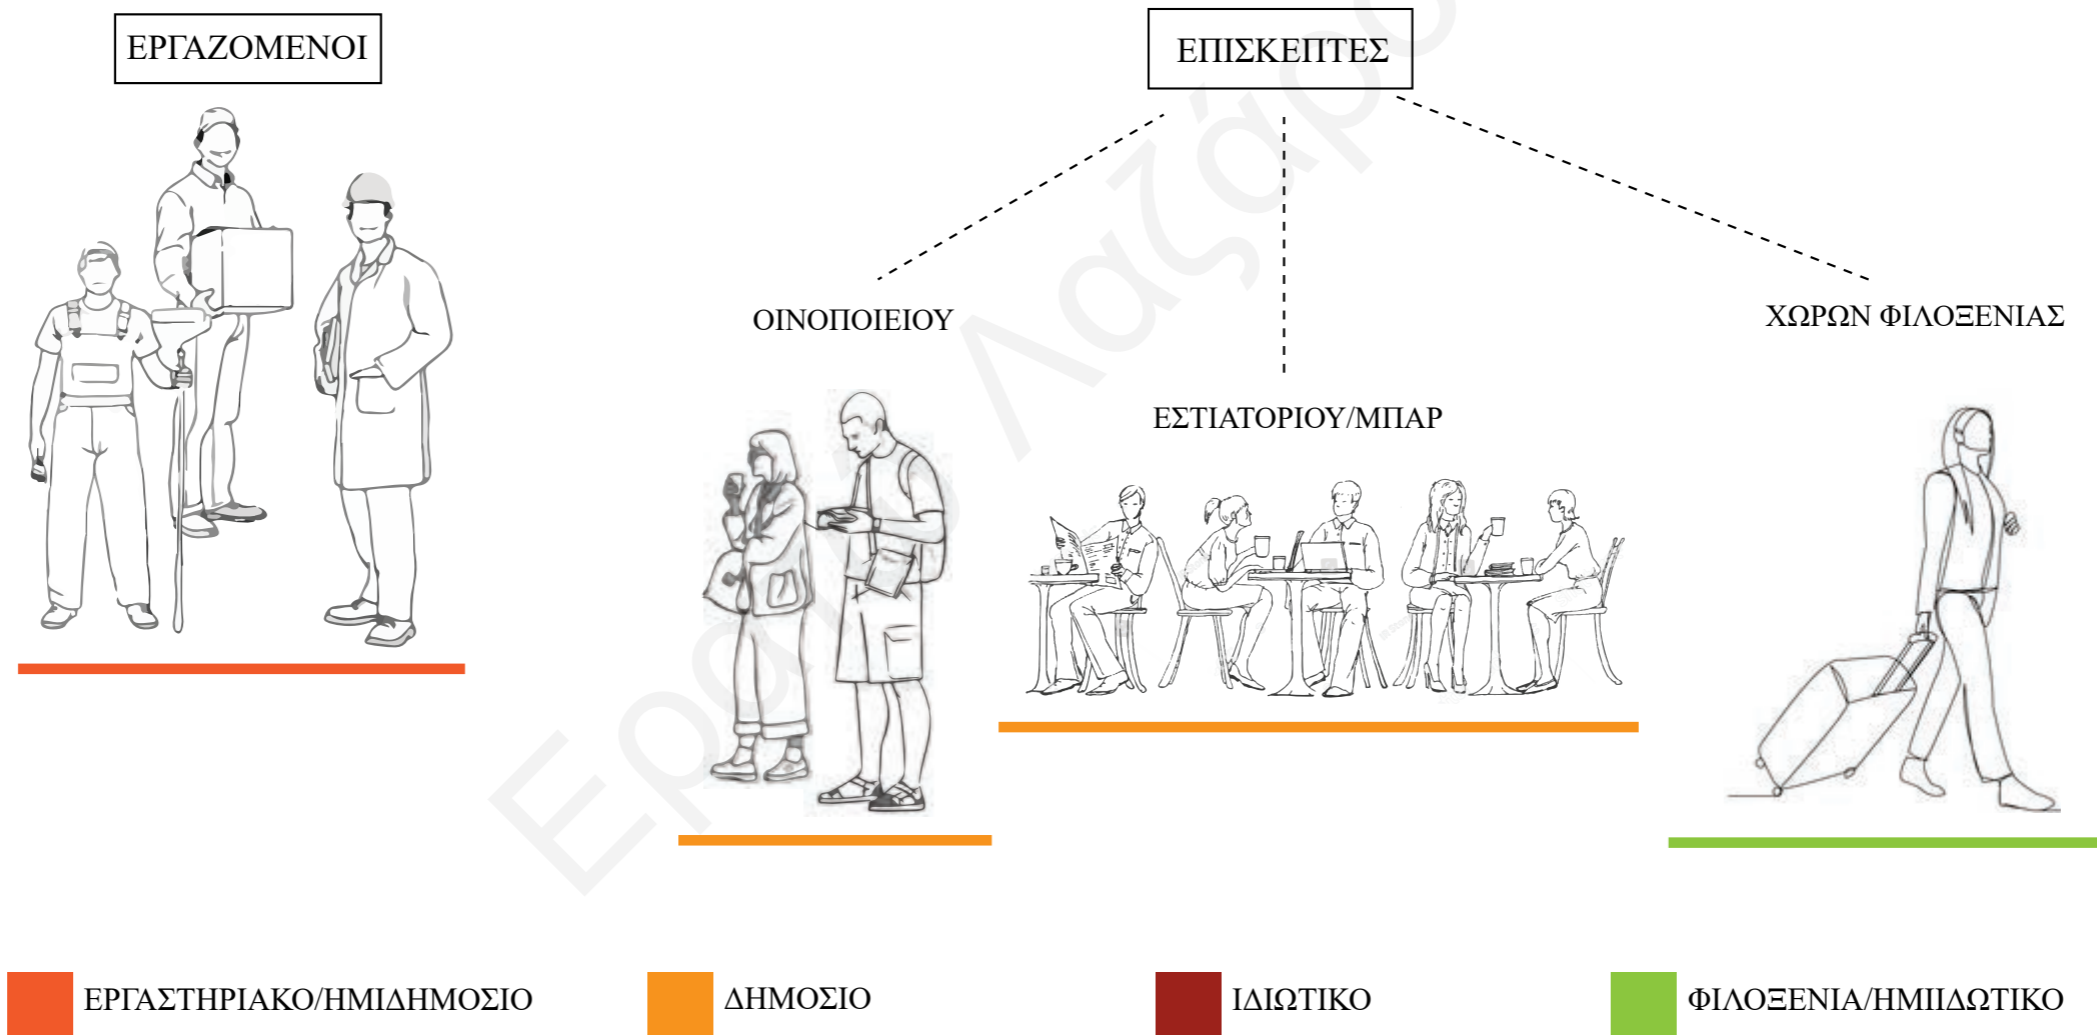 ΕΡΓΑΖΟΜΕΝΟΙ
ΕΠΙΣΚΕΠΤΕΣ
ΟΙΝΟΠΟΙΕΙΟΥ
ΧΩΡΩΝ ΦΙΛΟΞΕΝΙΑΣ
ΕΣΤΙΑΤΟΡΙΟΥ/ΜΠΑΡ
ΕΡΓΑΣΤΗΡΙΑΚΟ/ΗΜΙΔΗΜΟΣΙΟ
ΔΗΜΟΣΙΟ
ΙΔΙΩΤΙΚΟ
ΦΙΛΟΞΕΝΙΑ/ΗΜΙΙΔΩΤΙΚΟ